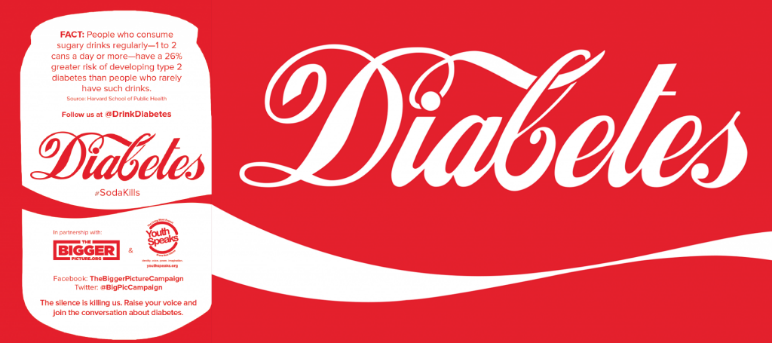 FACT: People who consume
sugary drinks regularly—1 to 2
cans a day or more—have a 26%
greater risk of developing type 2
diabetes than people who rarely
have such drinks.
Source: Harvard School of Public Health
Follow us at @DrinkDiabetes
Diabetes
#SodaKills
In partnership with:
THE
BIGGER
PICTURE.ORG
&
Youth
Speaks
youthspeaks.org
Facebook: TheBiggerPictureCampaign
Twitter: @BigPicCampaign
The silence is killing us. Raise your voice and
join the conversation about diabetes.
Diabetes